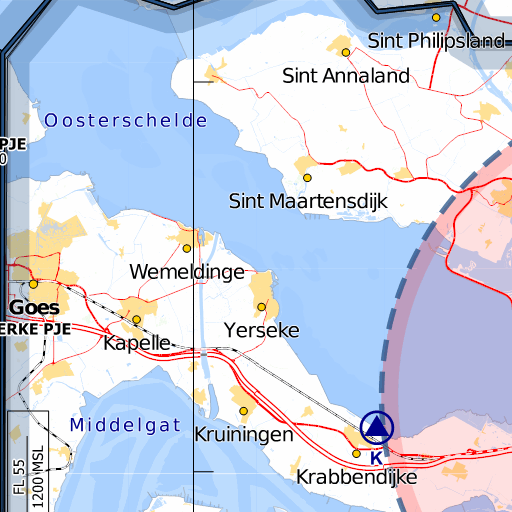 Sint Philipsland
Sint Annaland
Oosterschelde
PJE
0
Sint Maartensdijk
Wemeldinge
Goes
ERKE PJE
Yerseke
Kapelle
Middelgat
Kruiningen
K
Krabbendijke
FL 55
1200 MSL